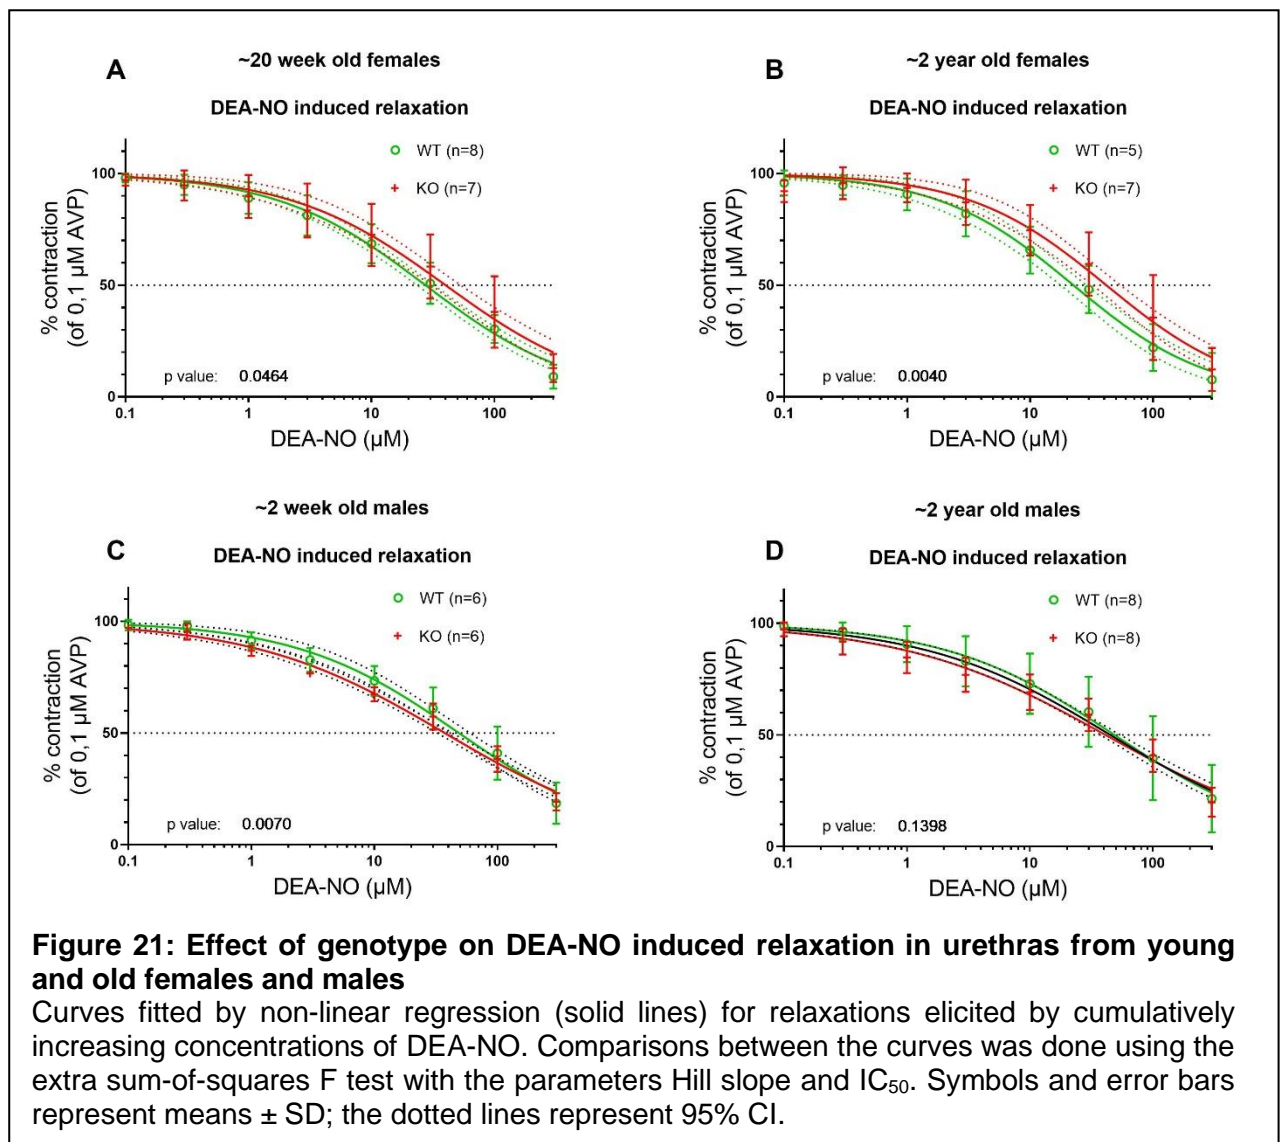 A
~20 week old females
DEA-NO induced relaxation
WT (n=8)
KO (n=7)
% contraction
(of 0,1 µM AVP)
100
50
0
p value: 0.0464
0.1 1 10 100
DEA-NO (µM)
B
~2 year old females
DEA-NO induced relaxation
WT (n=5)
KO (n=7)
% contraction
(of 0,1 µM AVP)
100
50
0
p value: 0.0040
0.1 1 10 100
DEA-NO (µM)
C
~2 week old males
DEA-NO induced relaxation
WT (n=6)
KO (n=6)
% contraction
(of 0,1 µM AVP)
100
50
0
p value: 0.0070
0.1 1 10 100
DEA-NO (µM)
D
~2 year old males
DEA-NO induced relaxation
WT (n=8)
KO (n=8)
% contraction
(of 0,1 µM AVP)
100
50
0
p value: 0.1398
0.1 1 10 100
DEA-NO (µM)
Figure 21: Effect of genotype on DEA-NO induced relaxation in urethras from young
and old females and males
Curves fitted by non-linear regression (solid lines) for relaxations elicited by cumulatively
increasing concentrations of DEA-NO. Comparisons between the curves was done using the
extra sum-of-squares F test with the parameters Hill slope and IC₅₀. Symbols and error bars
represent means ± SD; the dotted lines represent 95% CI.